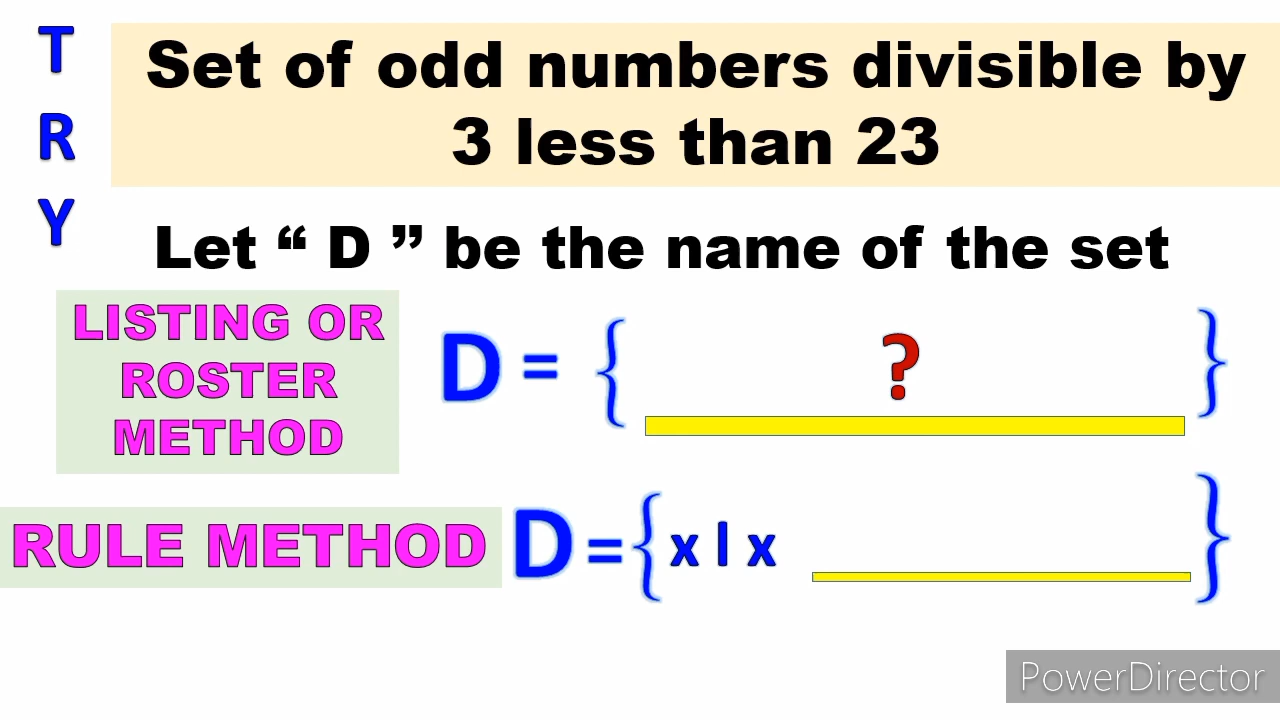 T
R
Y
Set of odd numbers divisible by
3 less than 23
Let “ D ” be the name of the set
LISTING OR
ROSTER
METHOD
D = { ? }
RULE METHOD
D = { x l x }
PowerDirector